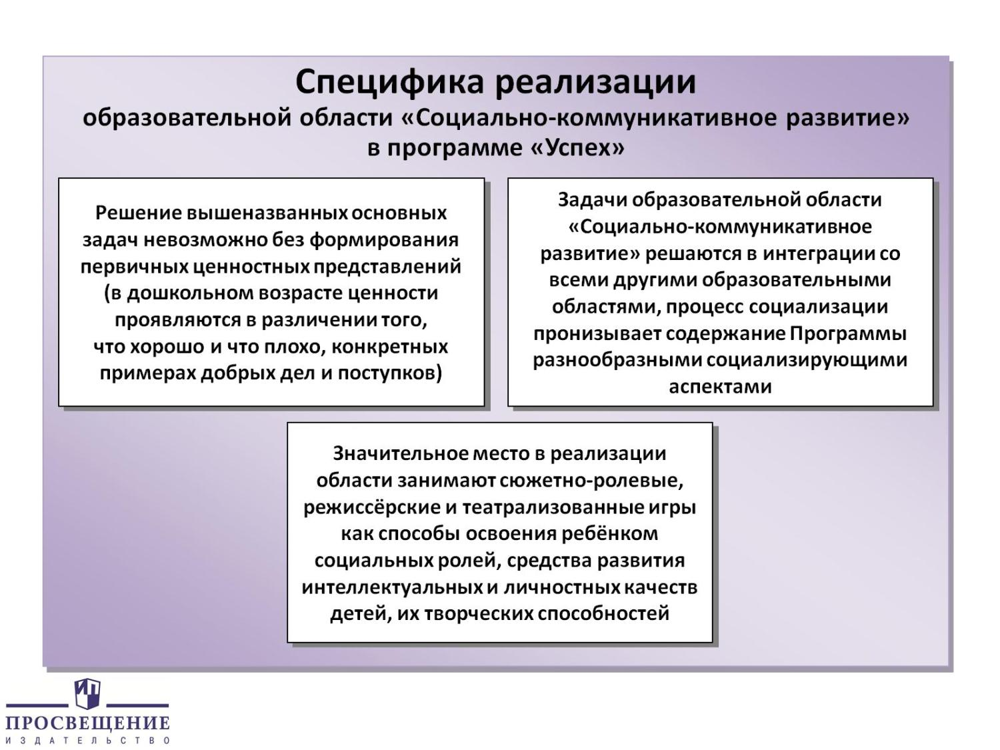 Специфика реализации
образовательной области «Социально-коммуникативное развитие»
в программе «Успех»
Решение вышеназванных основных
задач невозможно без формирования
первичных ценностных представлений
(в дошкольном возрасте ценности
проявляются в различении того,
что хорошо и что плохо, конкретных
примерах добрых дел и поступков)
Задачи образовательной области
«Социально-коммуникативное
развитие» решаются в интеграции со
всеми другими образовательными
областями, процесс социализации
пронизывает содержание Программы
разнообразными социализирующими
аспектами
Значительное место в реализации
области занимают сюжетно-ролевые,
режиссёрские и театрализованные игры
как способы освоения ребёнком
социальных ролей, средства развития
интеллектуальных и личностных качеств
детей, их творческих способностей
ИП
ПРОСВЕЩЕНИЕ
ИЗДАТЕЛЬСТВО